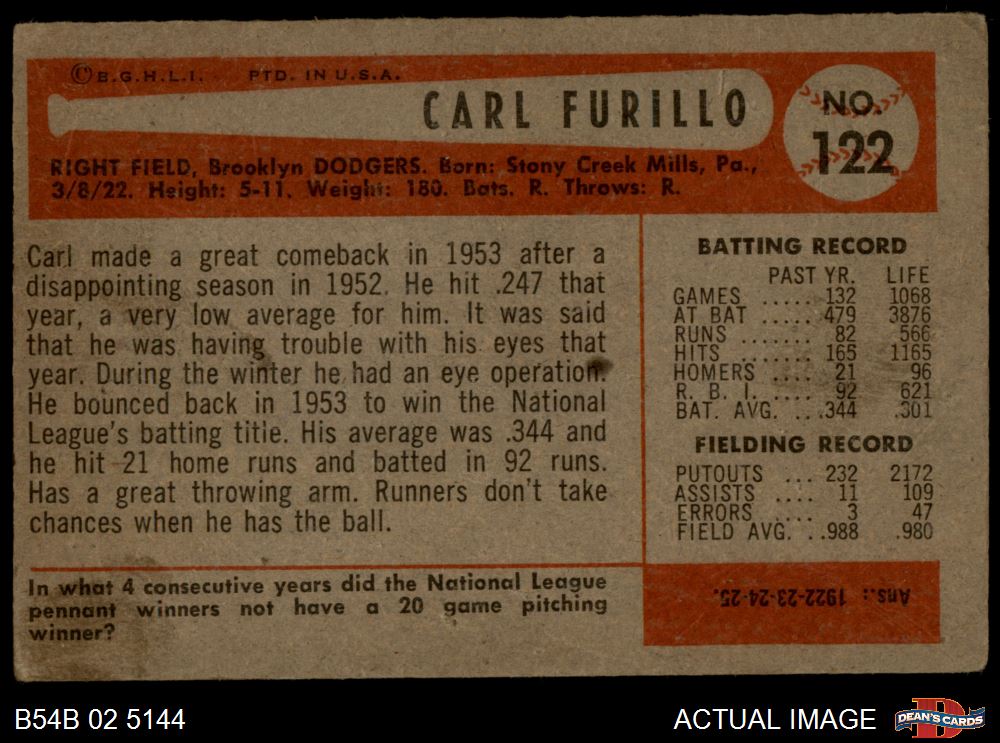 ©B.G.H.L.I. PTD. IN U.S.A.
CARL FURILLO
NO.
122
RIGHT FIELD, Brooklyn DODGERS. Born: Stony Creek Mills, Pa.,
3/8/22. Height: 5-11. Weight: 180. Bats. R. Throws: R.
Carl made a great comeback in 1953 after a
disappointing season in 1952. He hit .247 that
year, a very low average for him. It was said
that he was having trouble with his eyes that
year. During the winter he had an eye operation.
He bounced back in 1953 to win the National
League's batting titie. His average was .344 and
he hit 21 home runs and batted in 92 runs.
Has a great throwing arm. Runners don't take
chances when he has the ball.
BATTING RECORD
PAST YR. LIFE
GAMES ..... 132 1068
AT BAT ..... 479 3876
RUNS ....... 82 566
HITS ....... 165 1165
HOMERS .... 21 96
R. B. I. .... 92 621
BAT. AVG. ...344 .301
FIELDING RECORD
PUTOUTS ... 232 2172
ASSISTS .... 11 109
ERRORS .... 3 47
FIELD AVG. ..988 .980
In what 4 consecutive years did the National League
pennant winners not have a 20 game pitching
winner?
Ans.: 1922-23-24-25.
B54B 02 5144
ACTUAL IMAGE
D
DEAN'S CARDS